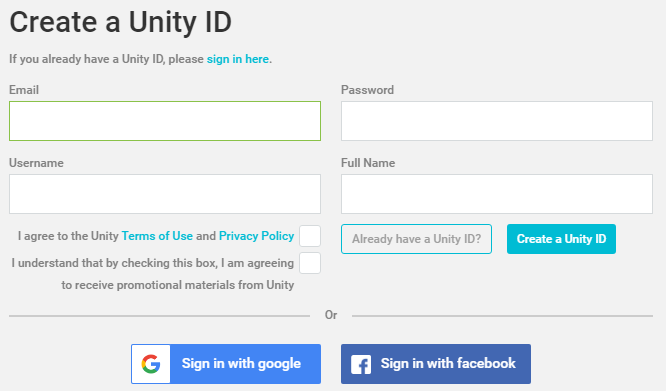 Create a Unity ID
If you already have a Unity ID, please sign in here.
Email
Password
Username
Full Name
I agree to the Unity Terms of Use and Privacy Policy
I understand that by checking this box, I am agreeing
to receive promotional materials from Unity
Already have a Unity ID?
Create a Unity ID
Or
Sign in with google
Sign in with facebook